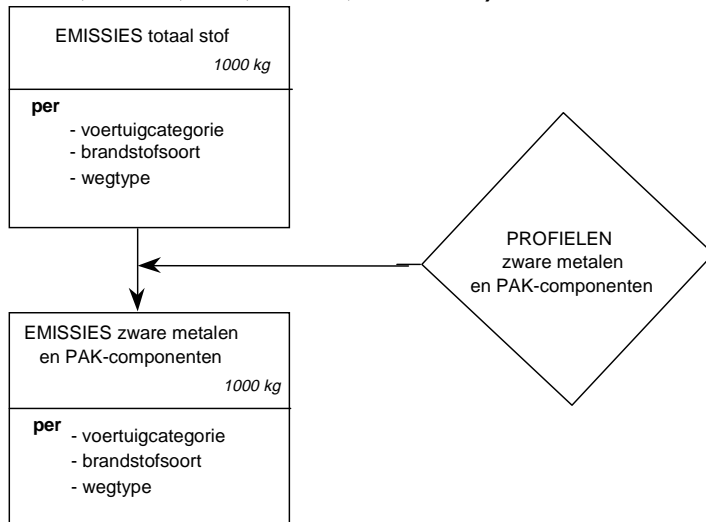 EMISSIES totaal stof
1000 kg
per
- voertuigcategorie
- brandstofsoort
- wegtype
PROFIELEN
zware metalen
en PAK-componenten
EMISSIES zware metalen
en PAK-componenten
1000 kg
per
- voertuigcategorie
- brandstofsoort
- wegtype